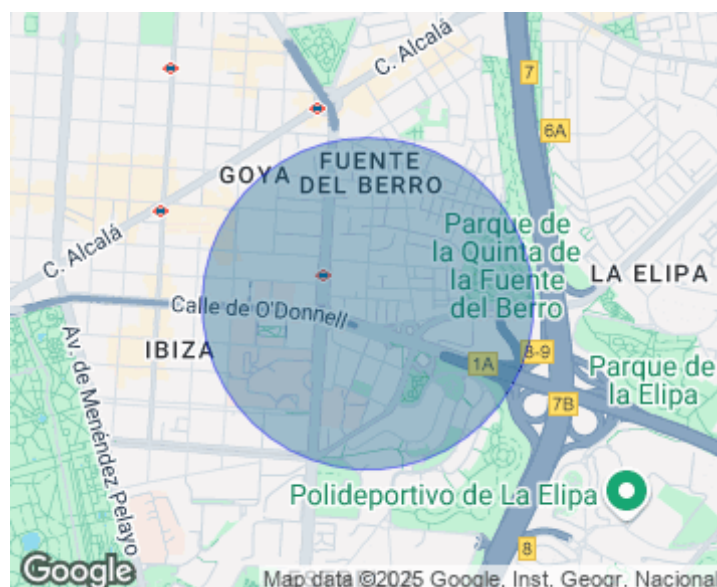 C. Alcalá
7
6A
FUENTE
DEL BERRO
GOYA
Parque de
la Quinta de
la Fuente
del Berro
C. Alcalá
LA ELIPA
Calle de O'Donnell
IBIZA
1A
8-9
Parque de
la Elipa
7B
Av. de Menéndez Pelayo
Polideportivo de La Elipa
8
Google
Map data ©2025 Google, Inst. Geogr. Nacional